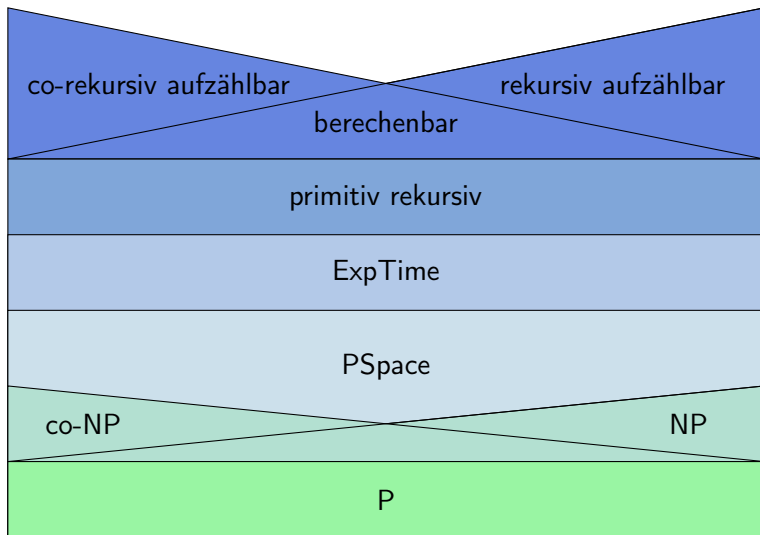 co-rekursiv aufzählbar
rekursiv aufzählbar
berechenbar
primitiv rekursiv
ExpTime
PSpace
co-NP
NP
P